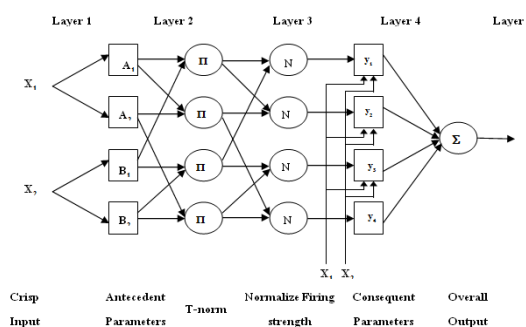 Layer 1 Layer 2 Layer 3 Layer 4 Layer
X₁
X₂
A₁
A₂
B₁
B₂
Π
Π
Π
Π
N
N
N
N
y₁
y₂
y₃
y₄
Σ
X₁ X₂
Crisp Antecedent T-norm Normalize Firing Consequent Overall
Input Parameters strength Parameters Output